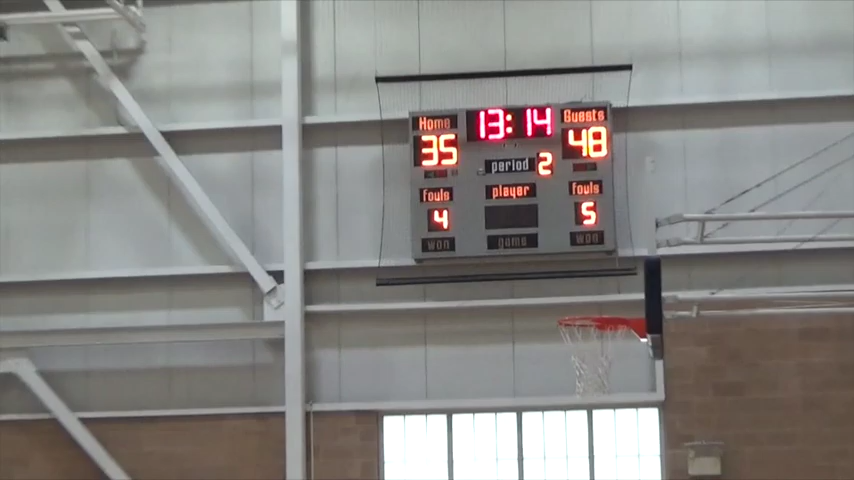 Home 13:14 Guests
35 48
period 2
fouls player fouls
4 5
won game won